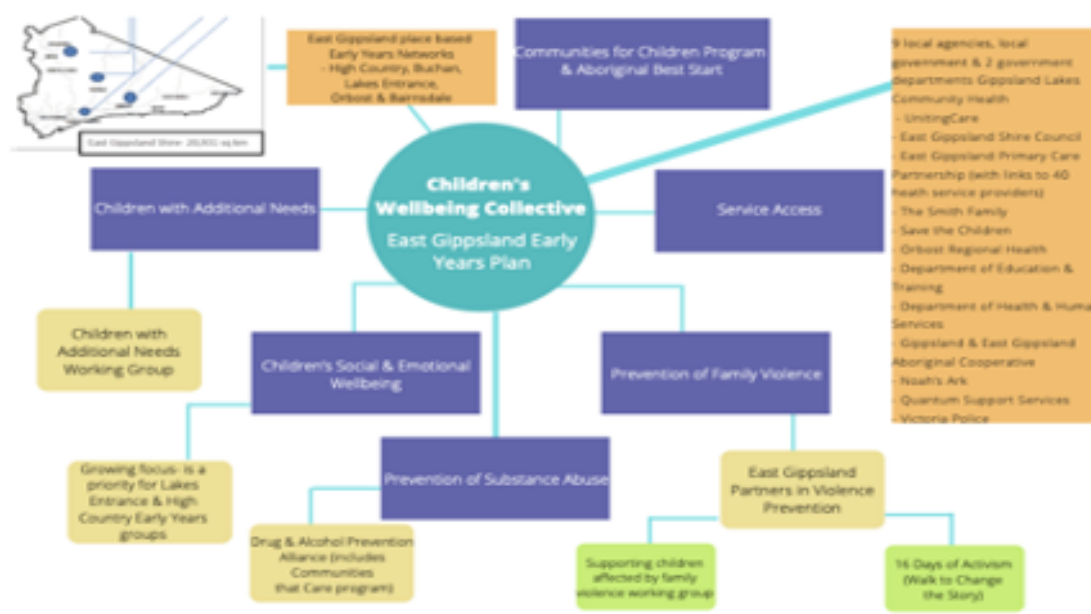 East Gippsland place based
Early Years Networks
- High Country, Buchan,
Lakes Entrance,
Orbost & Bairnsdale
Communities for Children Program
& Aboriginal Best Start
9 local agencies, local
government & 2 government
departments Gippsland Lakes
Community Health
- UnitingCare
- East Gippsland Shire Council
- East Gippsland Primary Care
Partnership (with links to 40
heath service providers)
- The Smith Family
- Save the Children
- Orbost Regional Health
- Department of Education &
Training
- Department of Health & Human
Services
- Gippsland & East Gippsland
Aboriginal Cooperative
- Noah's Ark
- Quantum Support Services
- Victoria Police
East Gippsland Shire- 20,931 sq km
Children's
Wellbeing Collective
East Gippsland Early
Years Plan
Children with Additional Needs
Service Access
Children with
Additional Needs
Working Group
Children's Social & Emotional
Wellbeing
Prevention of Family Violence
Growing focus- is a
priority for Lakes
Entrance & High
Country Early Years
groups
Prevention of Substance Abuse
East Gippsland
Partners in Violence
Prevention
Drug & Alcohol Prevention
Alliance (includes
Communities
that Care program)
Supporting children
affected by family
violence working group
16 Days of Activism
(Walk to Change
the Story)